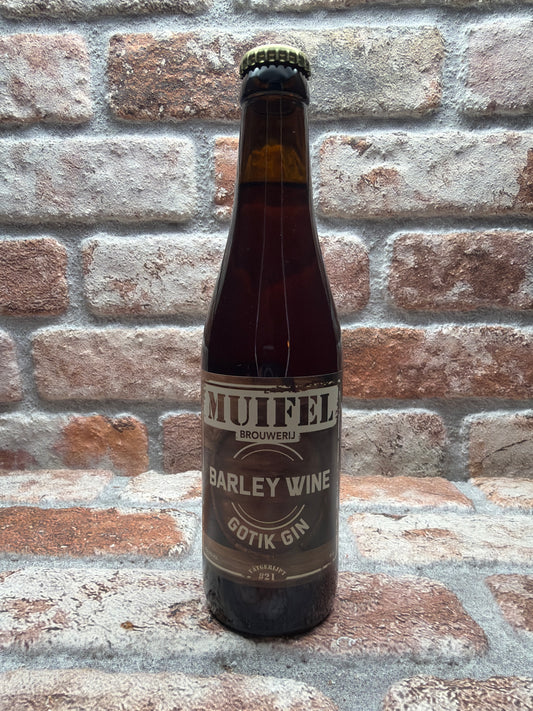 MUIFEL
BROUWERIJ
BARLEY WINE
GOTIK GIN
VATGERIJPT
#21